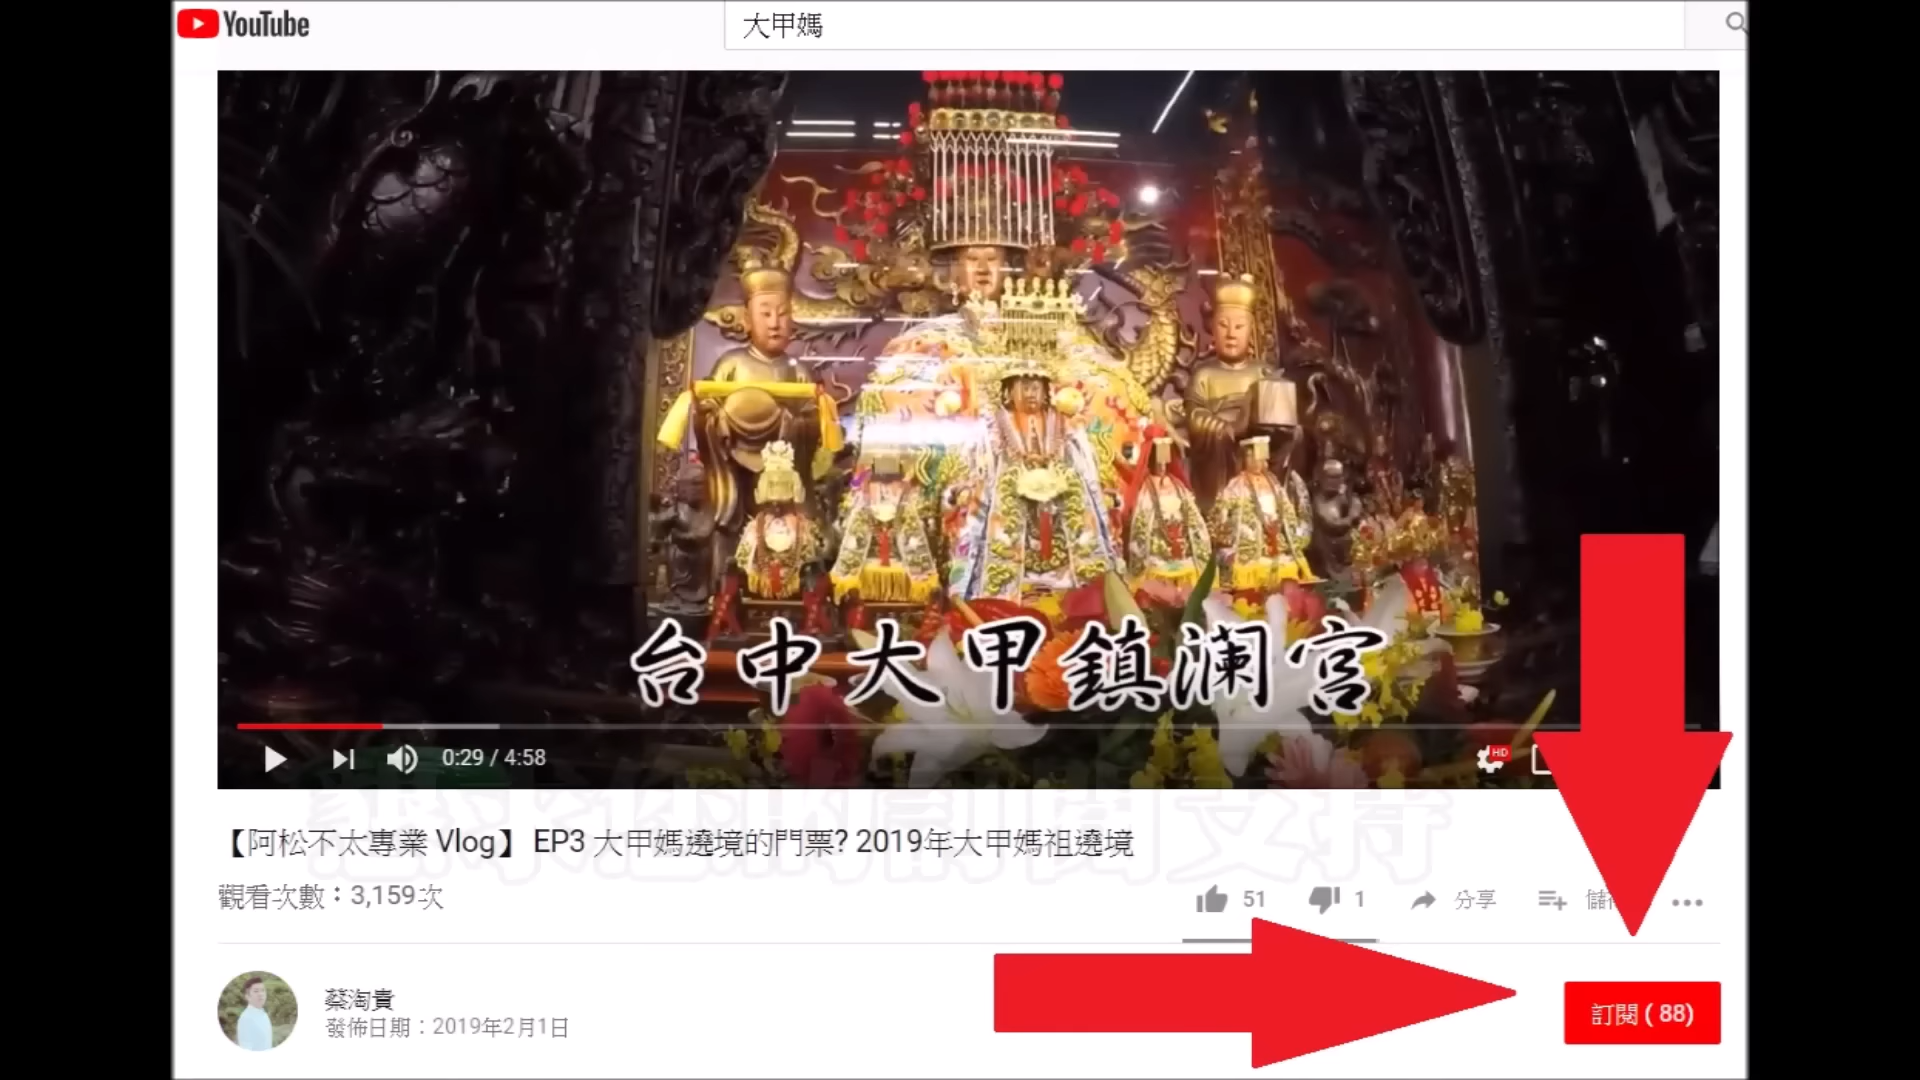 YouTube
大甲媽
台中大甲鎮瀾宮
0:29 / 4:58
HD
【阿松不太專業 Vlog】 EP3 大甲媽遶境的門票? 2019年大甲媽祖遶境
觀看次數：3,159次
51
1
分享
儲
蔡淘貴
發佈日期：2019年2月1日
訂閱 ( 88)